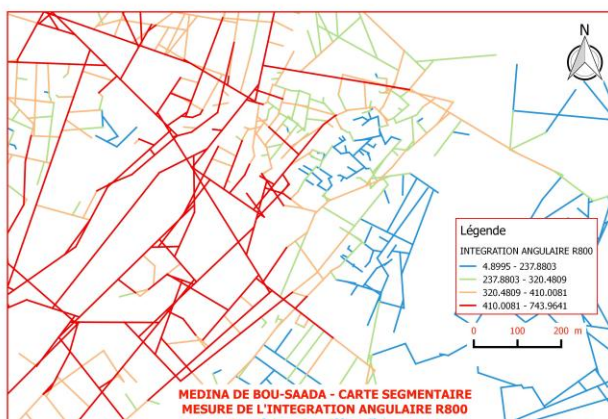 N
Légende
INTEGRATION ANGULAIRE R800
4.8995 - 237.8803
237.8803 - 320.4809
320.4809 - 410.0081
410.0081 - 743.9641
0 100 200 m
MEDINA DE BOU-SAADA - CARTE SEGMENTAIRE
MESURE DE L'INTEGRATION ANGULAIRE R800